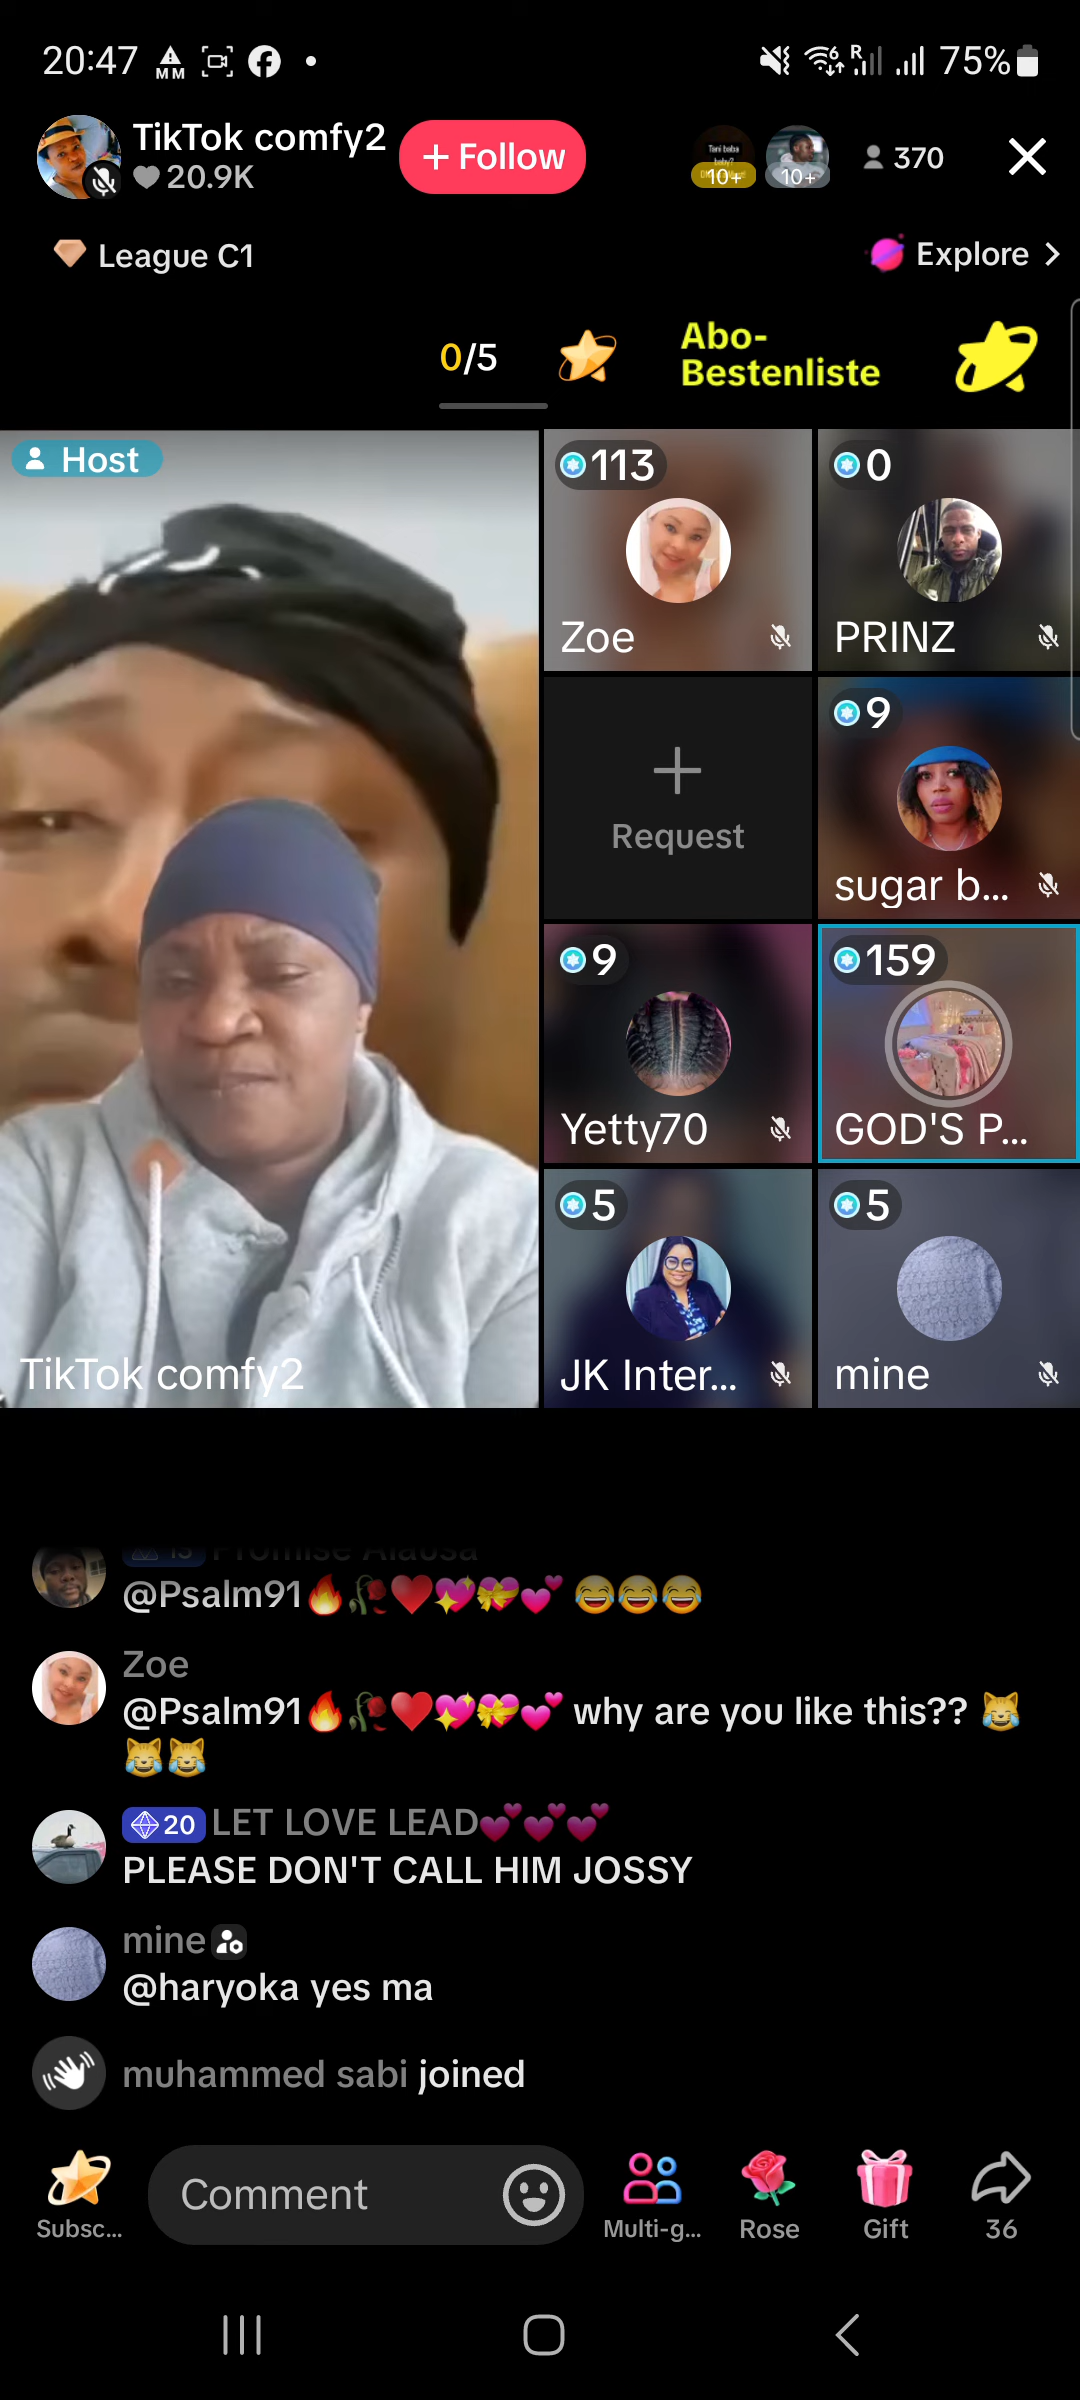 20:47
MM
R
75%
TikTok comfy2
20.9K
+ Follow
10+
10+
370
League C1
Explore
0/5
Abo-
Bestenliste
Host
113
0
Zoe
PRINZ
9
Request
sugar b...
9
159
Yetty70
GOD'S P...
5
5
TikTok comfy2
JK Inter...
mine
Promise Alausa
@Psalm91🔥🥀❤️💖💝💕 😂😂😂
Zoe
@Psalm91🔥🥀❤️💖💝💕 why are you like this?? 😹
😹😹
20 LET LOVE LEAD💕💕💕
PLEASE DON'T CALL HIM JOSSY
mine
@haryoka yes ma
muhammed sabi joined
Comment
Subsc...
Multi-g...
Rose
Gift
36